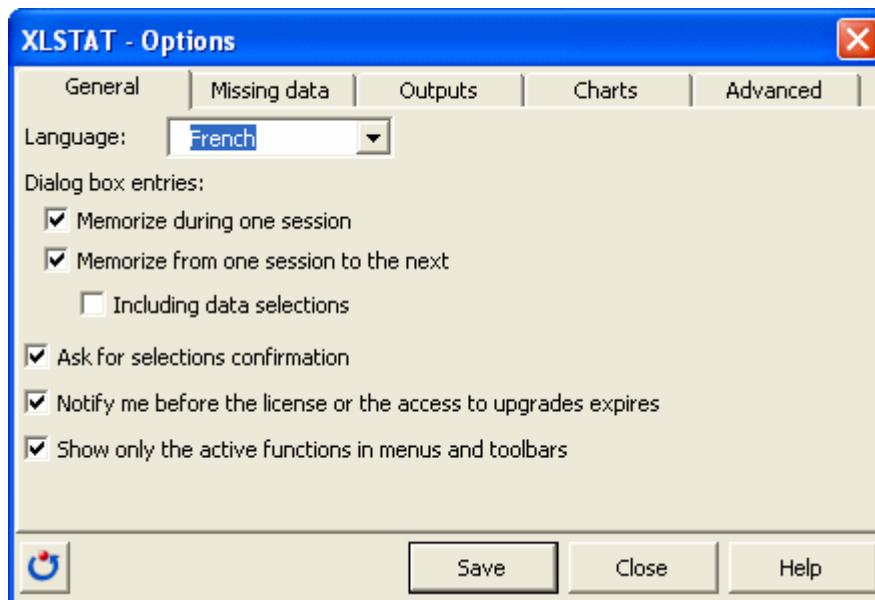 XLSTAT - Options
General Missing data Outputs Charts Advanced
Language: French
Dialog box entries:
Memorize during one session
Memorize from one session to the next
Including data selections
Ask for selections confirmation
Notify me before the license or the access to upgrades expires
Show only the active functions in menus and toolbars
Save Close Help